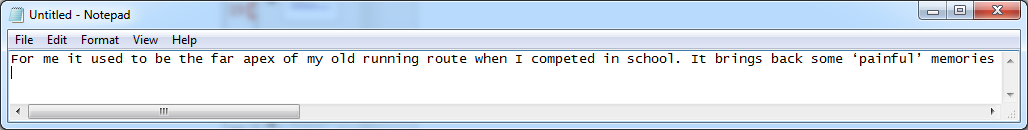 Untitled - Notepad
File Edit Format View Help
For me it used to be the far apex of my old running route when I competed in school. It brings back some ‘painful’ memories